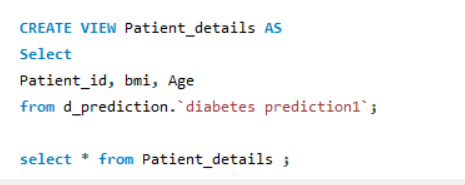 CREATE VIEW Patient_details AS
Select
Patient_id, bmi, Age
from d_prediction.`diabetes prediction1`;
select * from Patient_details ;